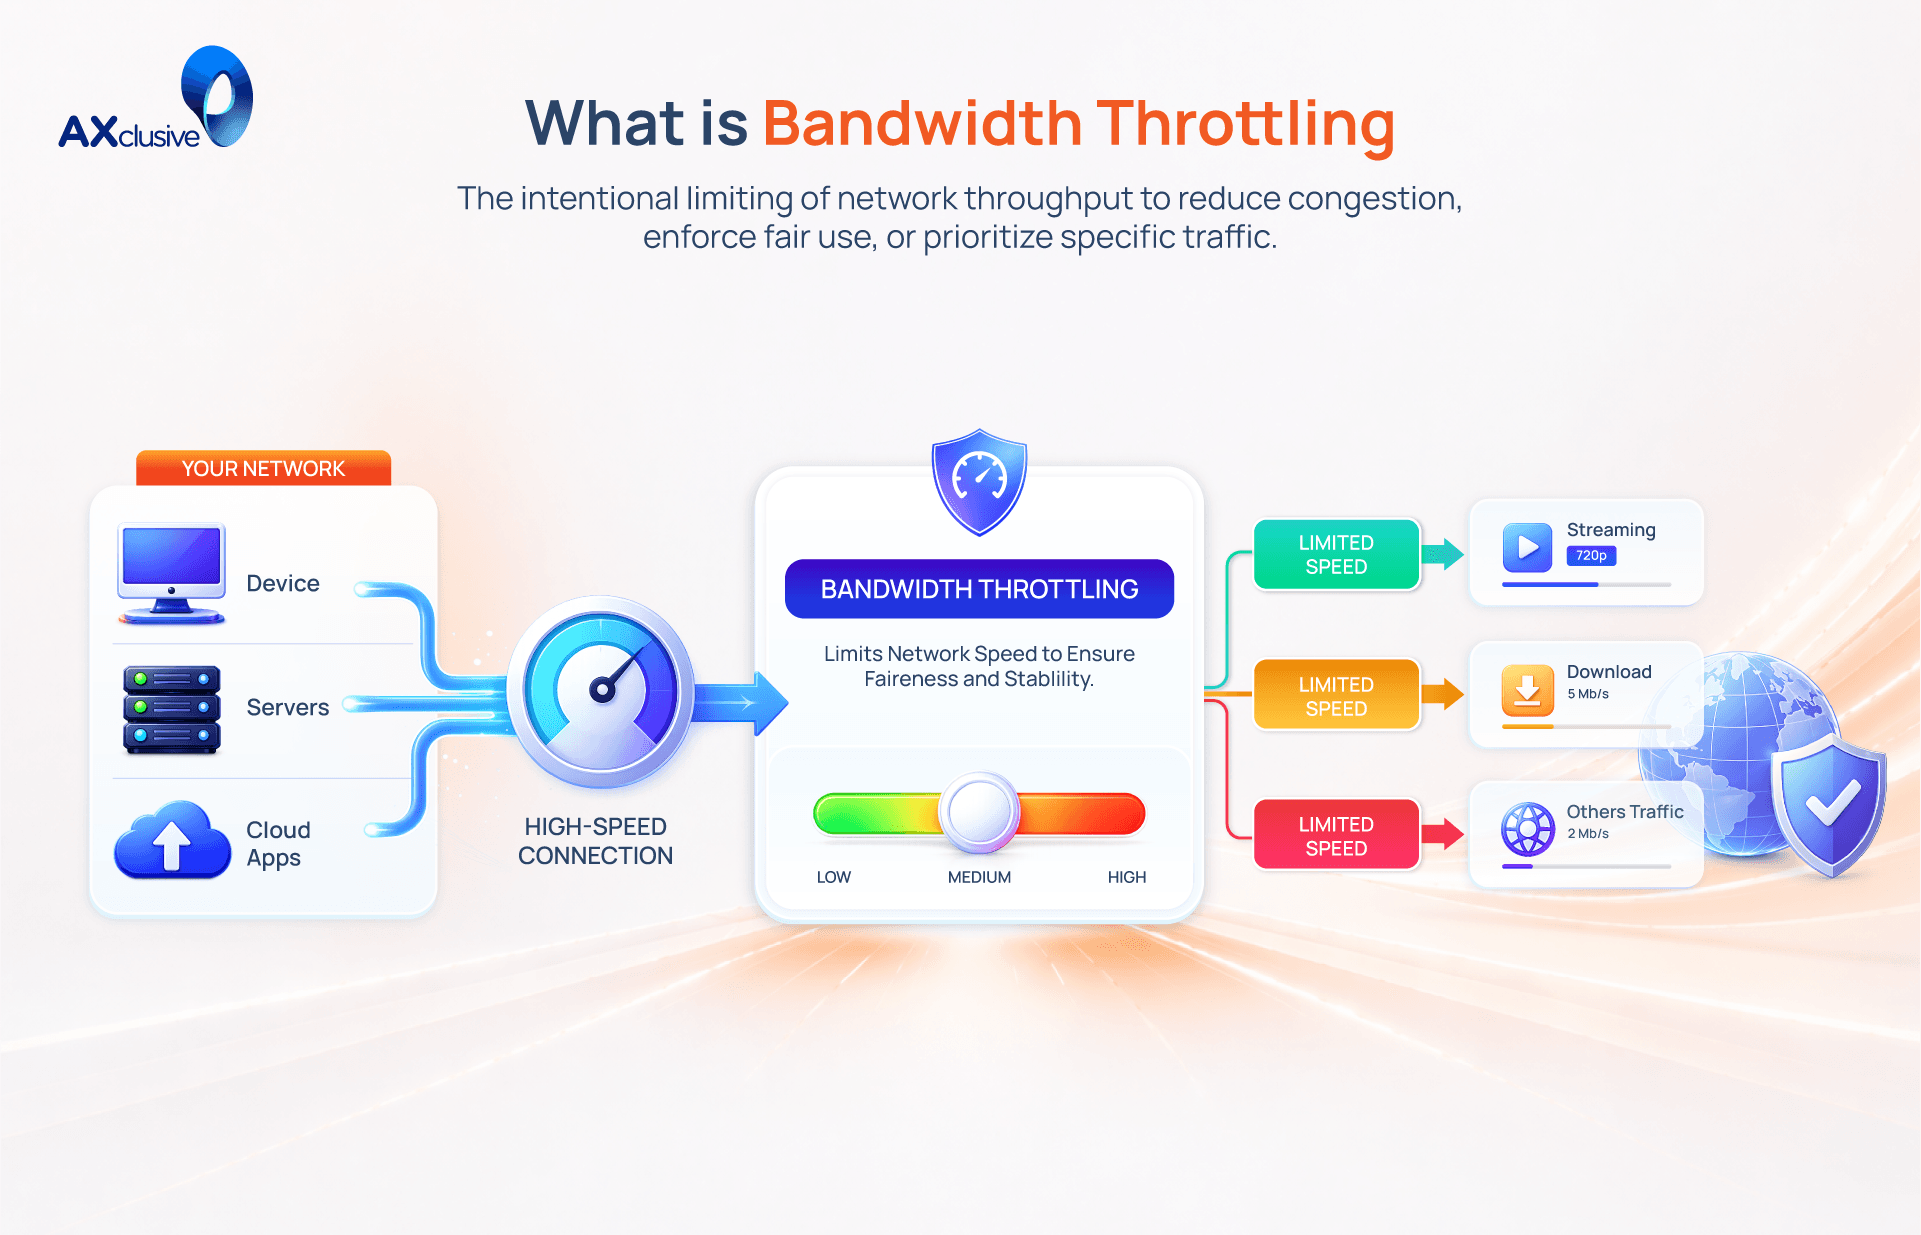 AXclusive
What is Bandwidth Throttling
The intentional limiting of network throughput to reduce congestion,
enforce fair use, or prioritize specific traffic.
YOUR NETWORK
Device
Servers
Cloud
Apps
HIGH-SPEED
CONNECTION
BANDWIDTH THROTTLING
Limits Network Speed to Ensure
Faireness and Stablility.
LOW
MEDIUM
HIGH
LIMITED
SPEED
Streaming
720p
LIMITED
SPEED
Download
5 Mb/s
LIMITED
SPEED
Others Traffic
2 Mb/s